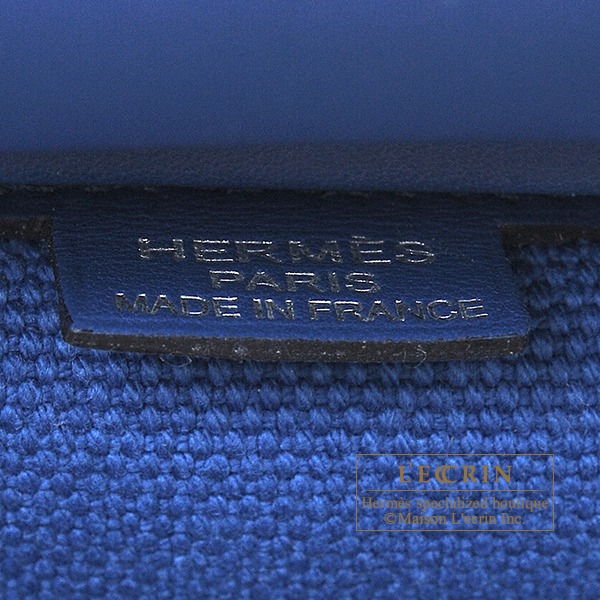 HERMÈS
PARIS
MADE IN FRANCE
L'ECRIN
Hermès specialized boutique
©Maison L'ecrin Inc.